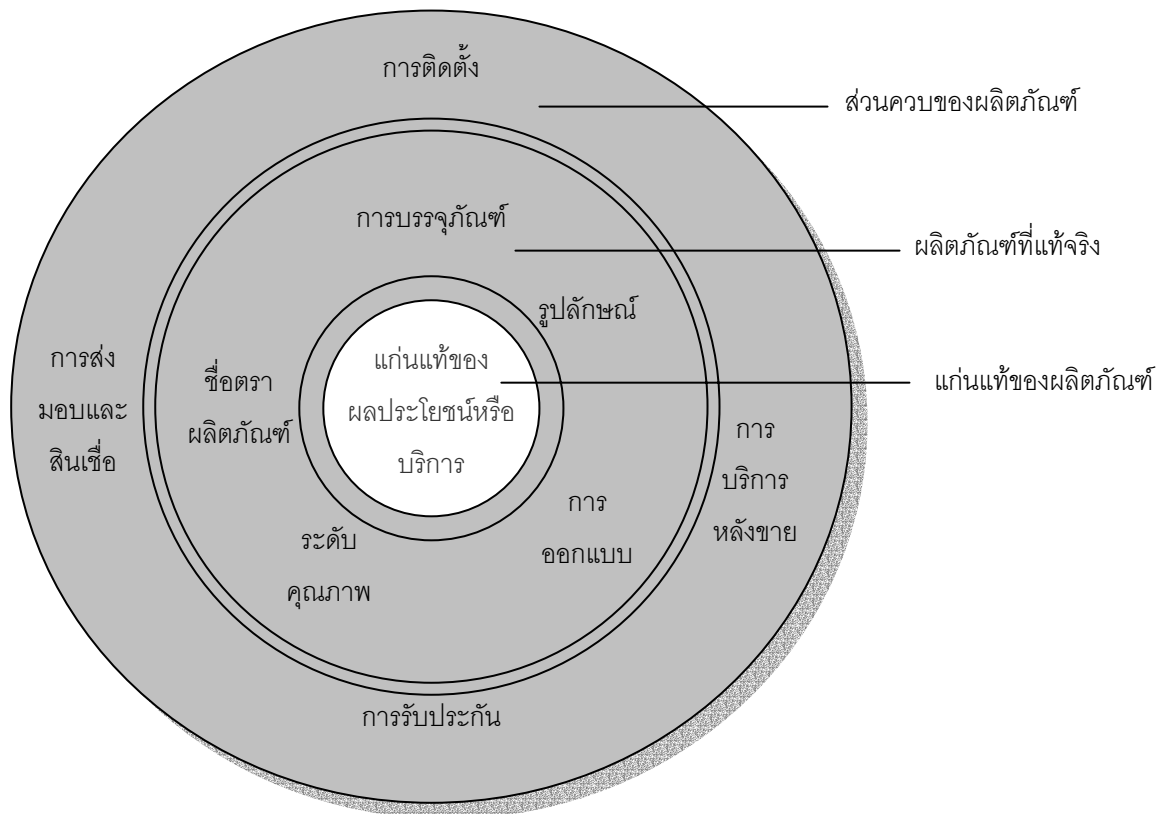 การติดตั้ง
ส่วนควบของผลิตภัณฑ์
การบรรจุภัณฑ์
ผลิตภัณฑ์ที่แท้จริง
รูปลักษณ์
การส่ง
มอบและ
สินเชื่อ
ชื่อตรา
ผลิตภัณฑ์
แก่นแท้ของ
ผลประโยชน์หรือ
บริการ
แก่นแท้ของผลิตภัณฑ์
การ
บริการ
หลังขาย
การ
ออกแบบ
ระดับ
คุณภาพ
การรับประกัน